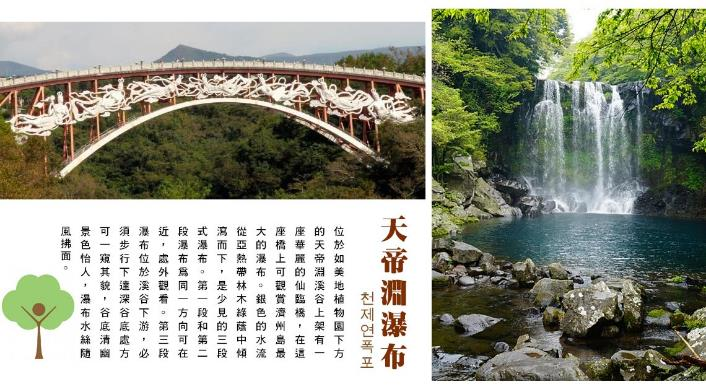 天帝淵瀑布
천제연폭포
位於如美地植物園下方
的天帝淵溪谷上架有一
座華麗的仙臨橋，在這
座橋上可觀賞濟州島最
大的瀑布。銀色的水流
從亞熱帶林木綠蔭中傾
瀉而下，是少見的三段
式瀑布。第一段和第二
段瀑布爲同一方向可在
近，處外觀看。第三段
瀑布位於溪谷下游，必
須步行下達深谷底處方
可一窺其貌，谷底清幽
景色怡人，瀑布水絲隨
風拂面。